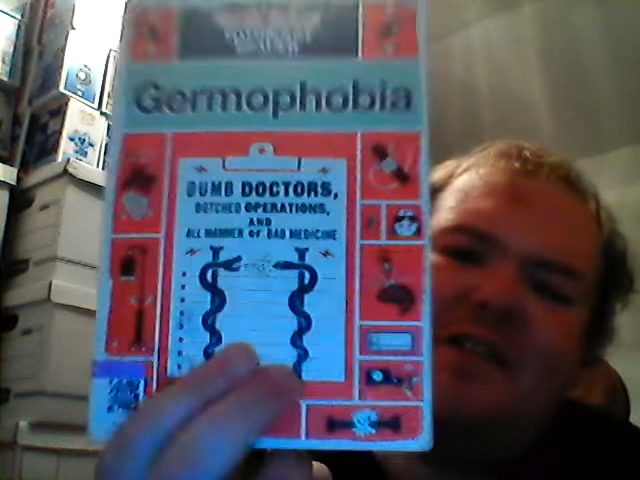 Germophobia
DUMB DOCTORS,
BOTCHED OPERATIONS,
AND
ALL MANNER OF BAD MEDICINE